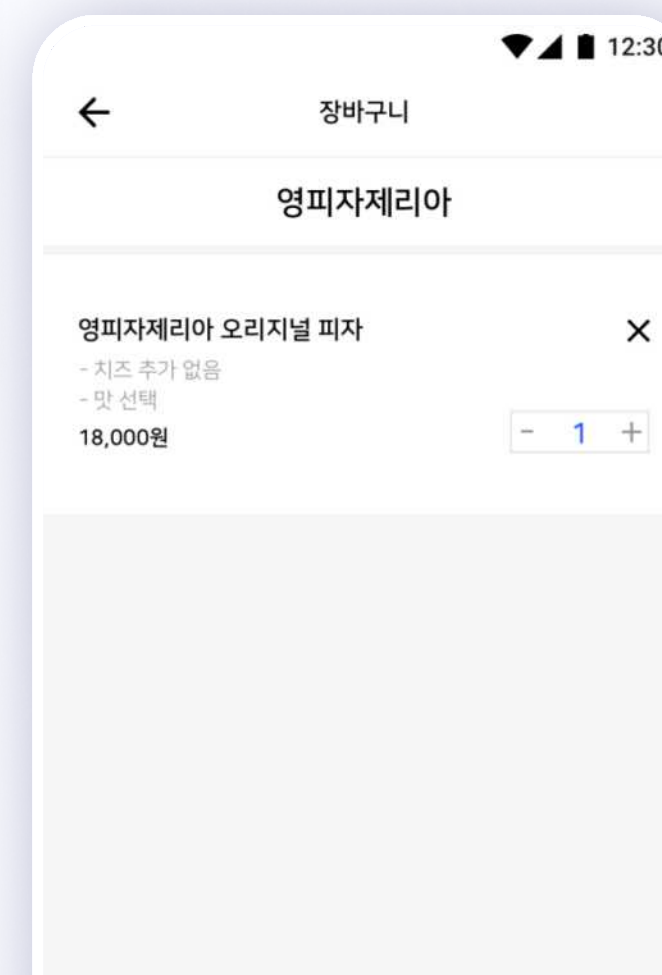 12:30
장바구니
영피자제리아
영피자제리아 오리지널 피자
- 치즈 추가 없음
- 맛 선택
18,000원
- 1 +